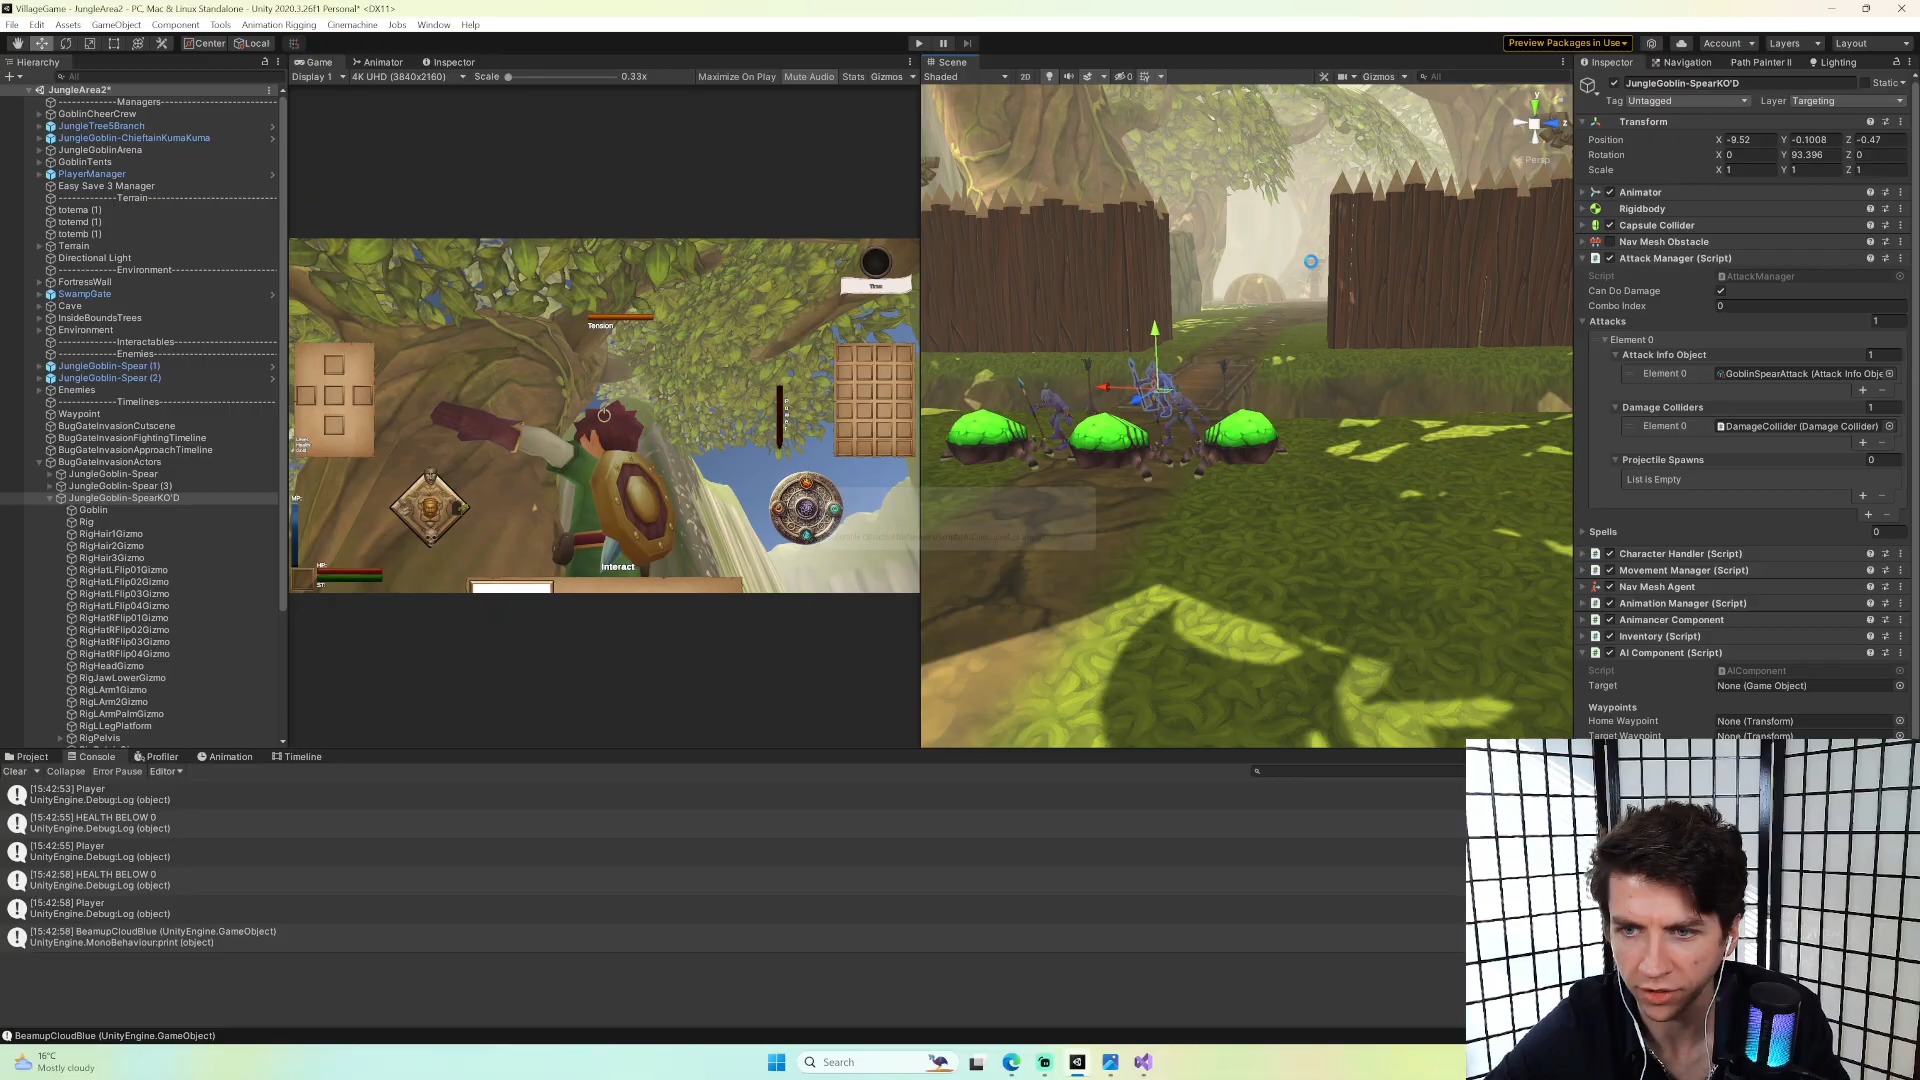 VillageGame - JungleArea2 - PC, Mac & Linux Standalone - Unity 2020.3.26f1 Personal* <DX11>
File Edit Assets GameObject Component Tools Animation Rigging Cinemachine Jobs Window Help
Center Local Preview Packages in Use Account Layers Layout
Hierarchy
All
JungleArea2*
--------------Managers--------------
GoblinCheerCrew
JungleTree5Branch
JungleGoblin-ChieftainKumaKuma
JungleGoblinArena
GoblinTents
PlayerManager
Easy Save 3 Manager
--------------Terrain--------------
totema (1)
totemd (1)
totemb (1)
Terrain
Directional Light
--------------Environment--------------
FortressWall
SwampGate
Cave
InsideBoundsTrees
Environment
--------------Interactables--------------
--------------Enemies--------------
JungleGoblin-Spear (1)
JungleGoblin-Spear (2)
Enemies
--------------Timelines--------------
Waypoint
BugGateInvasionCutscene
BugGateInvasionFightingTimeline
BugGateInvasionApproachTimeline
BugGateInvasionActors
JungleGoblin-Spear
JungleGoblin-Spear (3)
JungleGoblin-SpearKO'D
Goblin
Rig
RigHair1Gizmo
RigHair2Gizmo
RigHair3Gizmo
RigHatLFlip01Gizmo
RigHatLFlip02Gizmo
RigHatLFlip03Gizmo
RigHatLFlip04Gizmo
RigHatRFlip01Gizmo
RigHatRFlip02Gizmo
RigHatRFlip03Gizmo
RigHatRFlip04Gizmo
RigHeadGizmo
RigJawLowerGizmo
RigLArm1Gizmo
RigLArm2Gizmo
RigLArmPalmGizmo
RigLLegPlatform
RigPelvis
Game Animator Inspector
Display 1 4K UHD (3840x2160) Scale 0.33x Maximize On Play Mute Audio Stats Gizmos
Tension
Time
MP:
HP:
ST:
Interact
Scene
Shaded 2D 0 Gizmos All
y
z
Persp
Inspector Navigation Path Painter II Lighting
JungleGoblin-SpearKO'D Static
Tag Untagged Layer Targeting
Transform
Position X -9.52 Y -0.1008 Z -0.47
Rotation X 0 Y 93.396 Z 0
Scale X 1 Y 1 Z 1
Animator
Rigidbody
Capsule Collider
Nav Mesh Obstacle
Attack Manager (Script)
Script AttackManager
Can Do Damage
Combo Index 0
Attacks 1
Element 0
Attack Info Object 1
Element 0 GoblinSpearAttack (Attack Info Obje
Damage Colliders 1
Element 0 DamageCollider (Damage Collider)
Projectile Spawns 0
List is Empty
Spells 0
Character Handler (Script)
Movement Manager (Script)
Nav Mesh Agent
Animation Manager (Script)
Animancer Component
Inventory (Script)
AI Component (Script)
Script AIComponent
Target None (Game Object)
Waypoints
Home Waypoint None (Transform)
Target Waypoint None (Transform)
Project Console Profiler Animation Timeline
Clear Collapse Error Pause Editor
[15:42:53] Player
UnityEngine.Debug:Log (object)
[15:42:55] HEALTH BELOW 0
UnityEngine.Debug:Log (object)
[15:42:55] Player
UnityEngine.Debug:Log (object)
[15:42:58] HEALTH BELOW 0
UnityEngine.Debug:Log (object)
[15:42:58] Player
UnityEngine.Debug:Log (object)
[15:42:58] BeamupCloudBlue (UnityEngine.GameObject)
UnityEngine.MonoBehaviour:print (object)
BeamupCloudBlue (UnityEngine.GameObject)
16°C
Mostly cloudy
Search